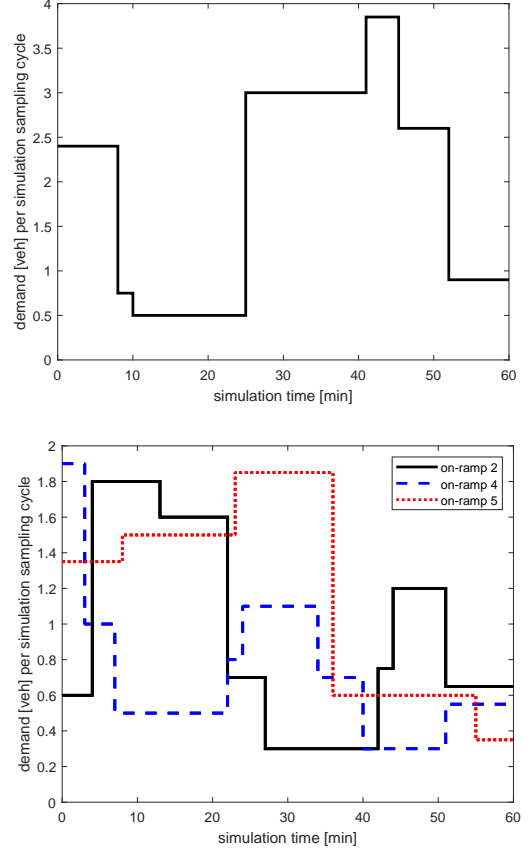 4
3.5
3
2.5
2
1.5
1
0.5
0
demand [veh] per simulation sampling cycle
0 10 20 30 40 50 60
simulation time [min]
2
1.8
1.6
1.4
1.2
1
0.8
0.6
0.4
0.2
0
demand [veh] per simulation sampling cycle
on-ramp 2
on-ramp 4
on-ramp 5
0 10 20 30 40 50 60
simulation time [min]